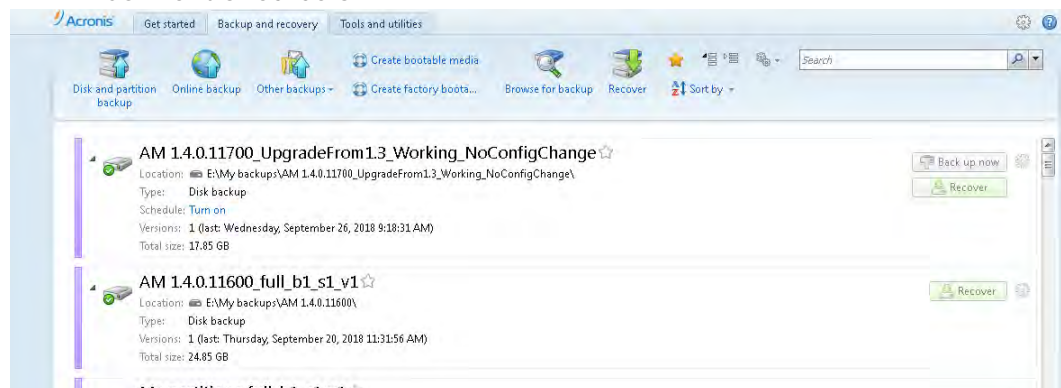 Acronis Get started Backup and recovery Tools and utilities
Disk and partition backup Online backup Other backups Create bootable media Create factory boota... Browse for backup Recover Sort by Search
AM 1.4.0.11700_UpgradeFrom1.3_Working_NoConfigChange
Back up now
Location: E:\My backups\AM 1.4.0.11700_UpgradeFrom1.3_Working_NoConfigChange\
Recover
Type: Disk backup
Schedule: Turn on
Versions: 1 (last: Wednesday, September 26, 2018 9:18:31 AM)
Total size: 17.85 GB
AM 1.4.0.11600_full_b1_s1_v1
Recover
Location: E:\My backups\AM 1.4.0.11600\
Type: Disk backup
Versions: 1 (last: Thursday, September 20, 2018 11:31:56 AM)
Total size: 24.85 GB